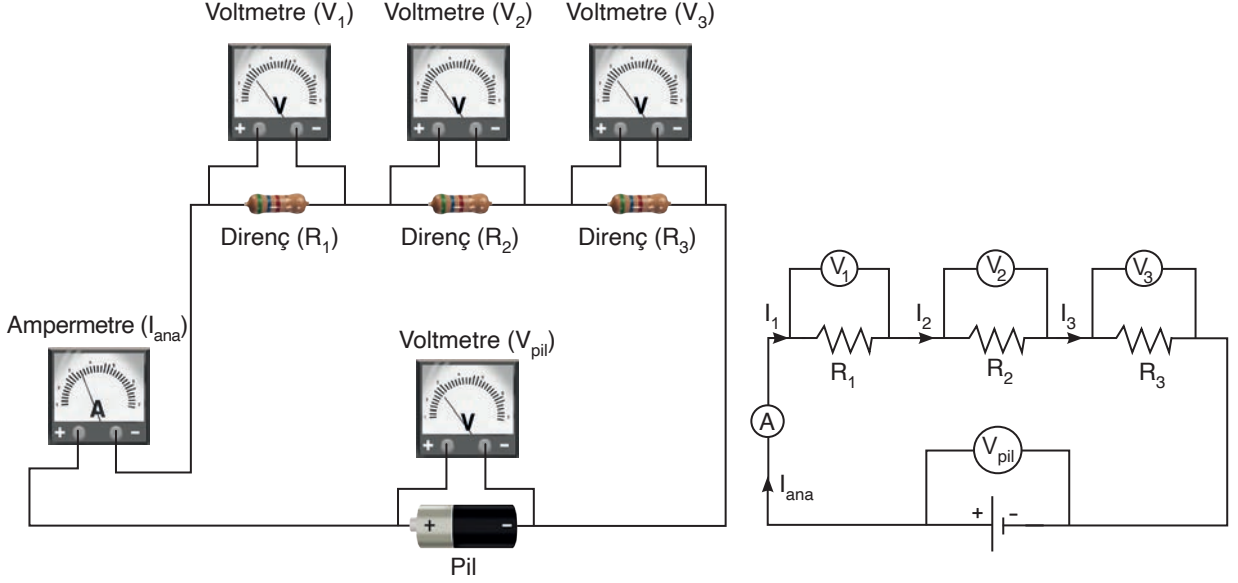 Voltmetre (V₁) Voltmetre (V₂) Voltmetre (V₃)
V V V
+ − + − + −
Direnç (R₁) Direnç (R₂) Direnç (R₃)
Ampermetre (Iana)
A
+ −
Voltmetre (Vpil)
V
+ −
+ −
Pil
V₁ V₂ V₃
I₁ I₂ I₃
R₁ R₂ R₃
A
Vpil
Iana
+ -